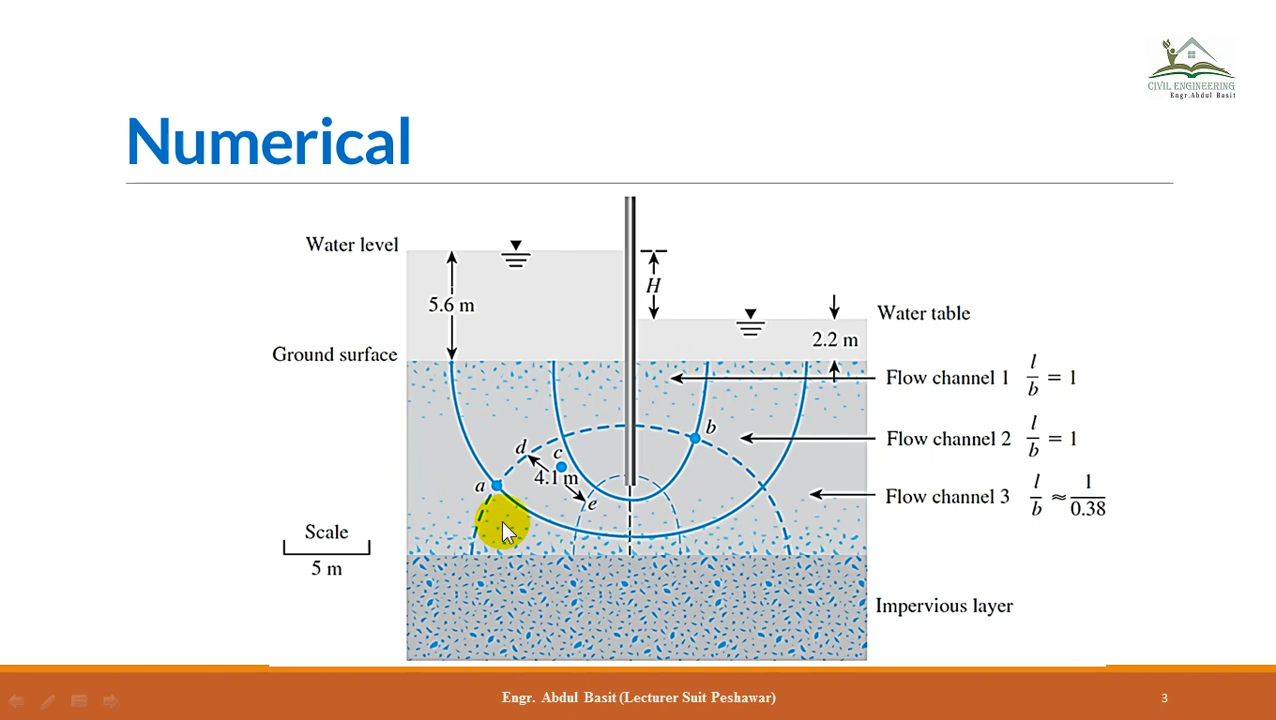 CIVIL ENGINEERING
Engr.Abdul Basit
Numerical
Water level
H
5.6 m
Water table
2.2 m
Ground surface
Flow channel 1 l/b = 1
b
Flow channel 2 l/b = 1
d
c
4.1 m
a
e
Flow channel 3 l/b ≈ 1/0.38
Scale
5 m
Impervious layer
Engr. Abdul Basit (Lecturer Suit Peshawar)
3